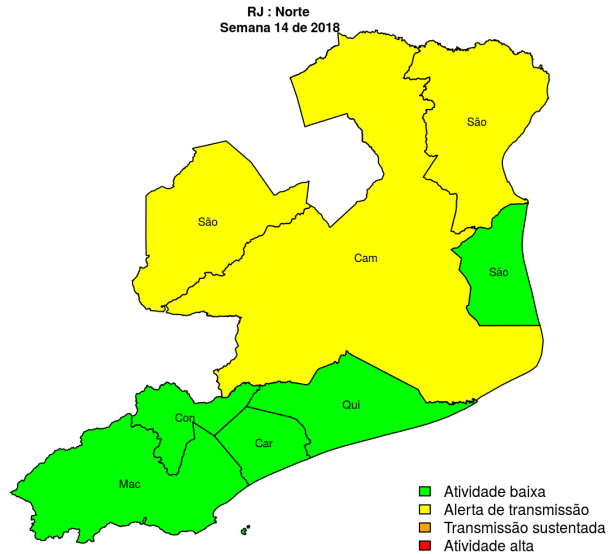 RJ : Norte
Semana 14 de 2018
São
São
Cam
São
Qui
Con
Car
Mac
Atividade baixa
Alerta de transmissão
Transmissão sustentada
Atividade alta